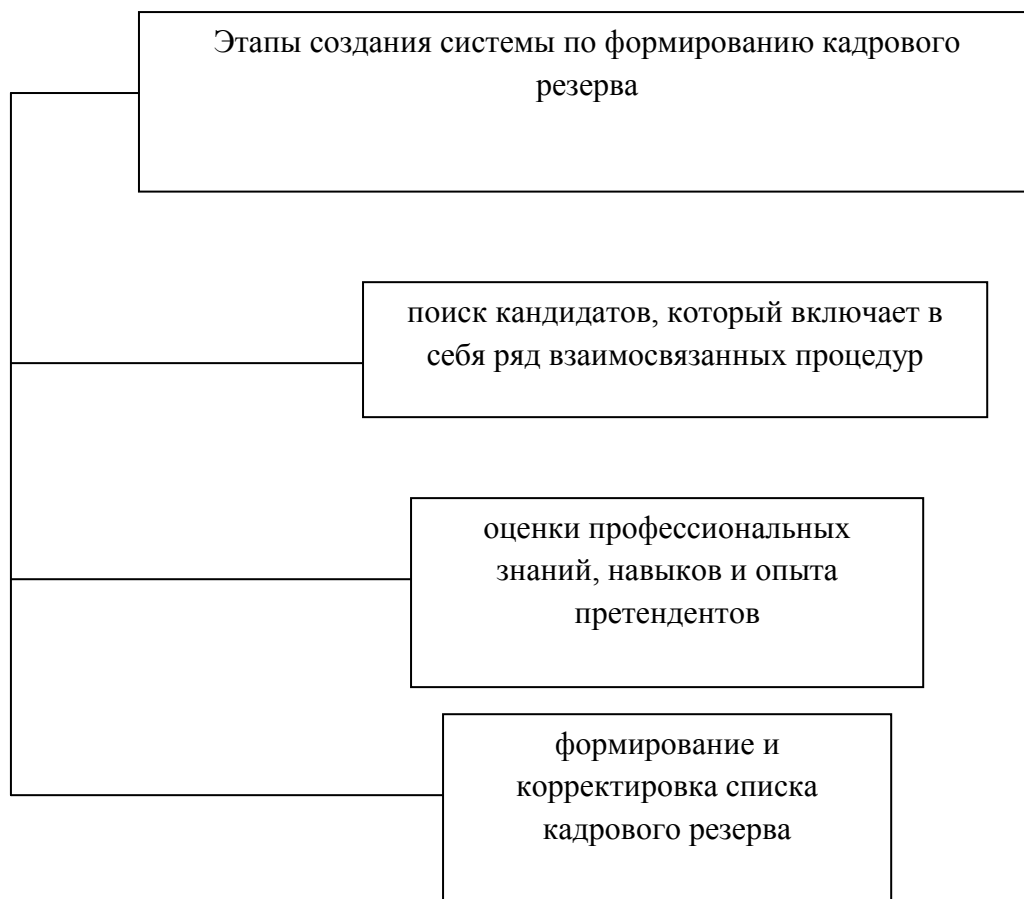 Этапы создания системы по формированию кадрового
резерва
поиск кандидатов, который включает в
себя ряд взаимосвязанных процедур
оценки профессиональных
знаний, навыков и опыта
претендентов
формирование и
корректировка списка
кадрового резерва